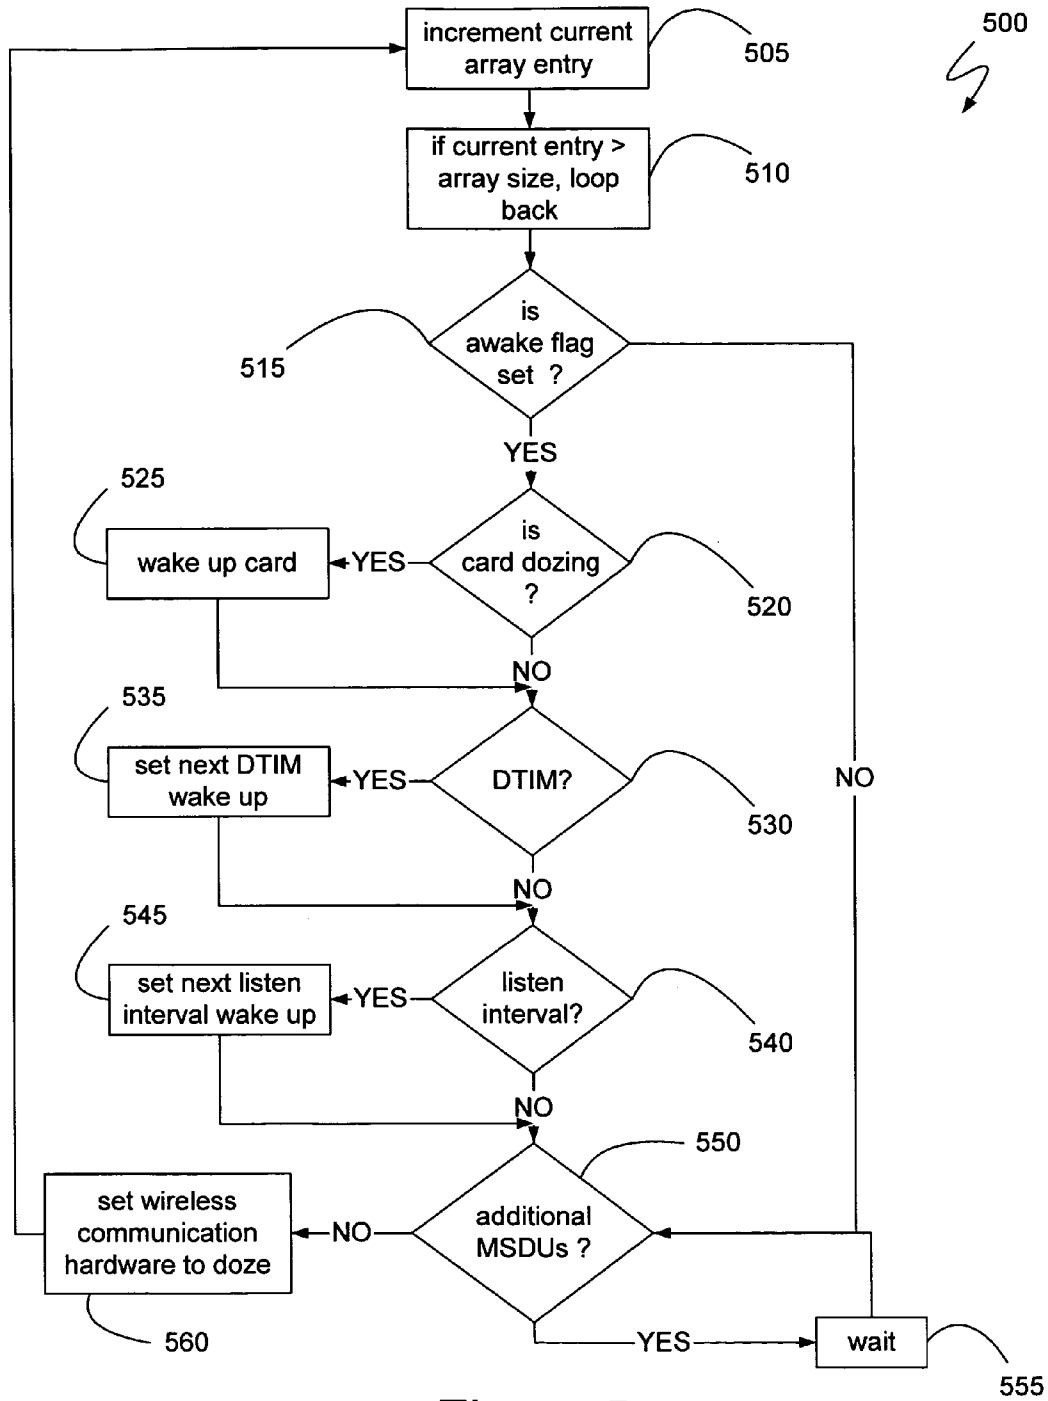 increment current
array entry
505
500
if current entry >
array size, loop
back
510
is
awake flag
set ?
515
YES
525
wake up card
YES
is
card dozing
?
520
NO
535
set next DTIM
wake up
YES
DTIM?
530
NO
NO
545
set next listen
interval wake up
YES
listen
interval?
540
NO
550
set wireless
communication
hardware to doze
NO
additional
MSDUs ?
560
YES
wait
555